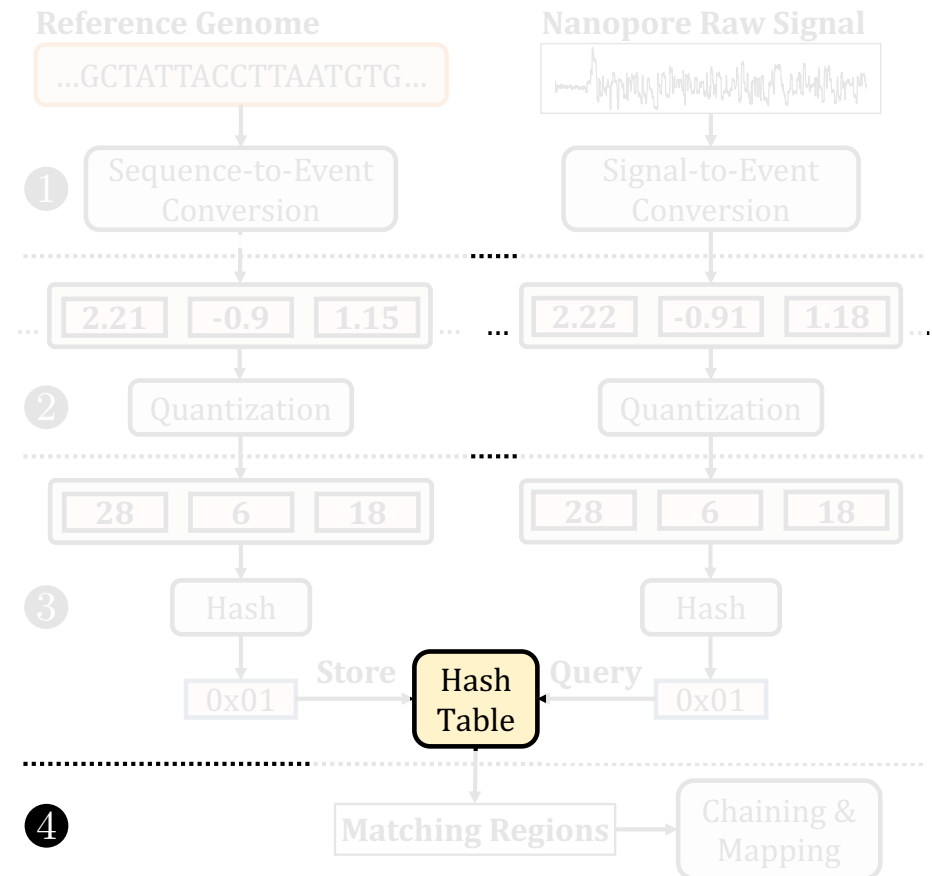 Reference Genome
Nanopore Raw Signal
...GCTATTACCTTAATGTG...
1
Sequence-to-Event
Conversion
Signal-to-Event
Conversion
... 2.21 -0.9 1.15 ...
... 2.22 -0.91 1.18 ...
2
Quantization
Quantization
28 6 18
28 6 18
3
Hash
Hash
0x01
Store
Hash
Table
Query
0x01
4
Matching Regions
Chaining &
Mapping